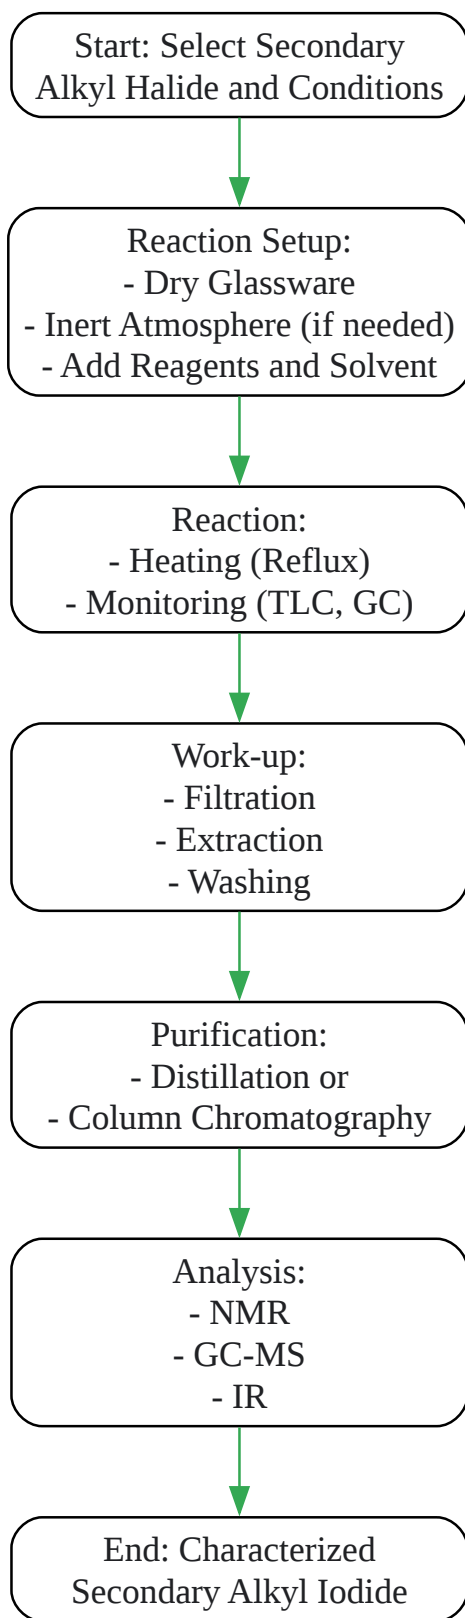 Start: Select Secondary
Alkyl Halide and Conditions
Reaction Setup:
- Dry Glassware
- Inert Atmosphere (if needed)
- Add Reagents and Solvent
Reaction:
- Heating (Reflux)
- Monitoring (TLC, GC)
Work-up:
- Filtration
- Extraction
- Washing
Purification:
- Distillation or
- Column Chromatography
Analysis:
- NMR
- GC-MS
- IR
End: Characterized
Secondary Alkyl Iodide